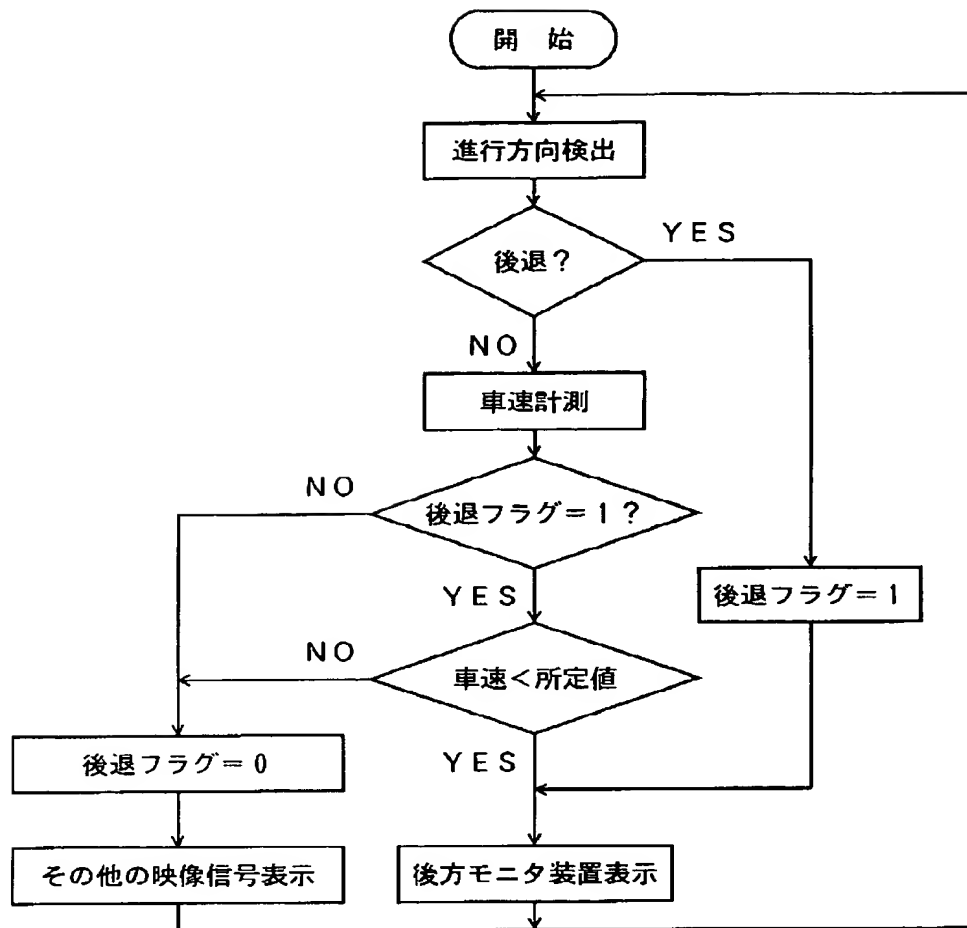 開 始
進行方向検出
後退？
YES
NO
車速計測
後退フラグ＝１？
NO
YES
後退フラグ＝１
車速＜所定値
NO
YES
後退フラグ＝０
その他の映像信号表示
後方モニタ装置表示